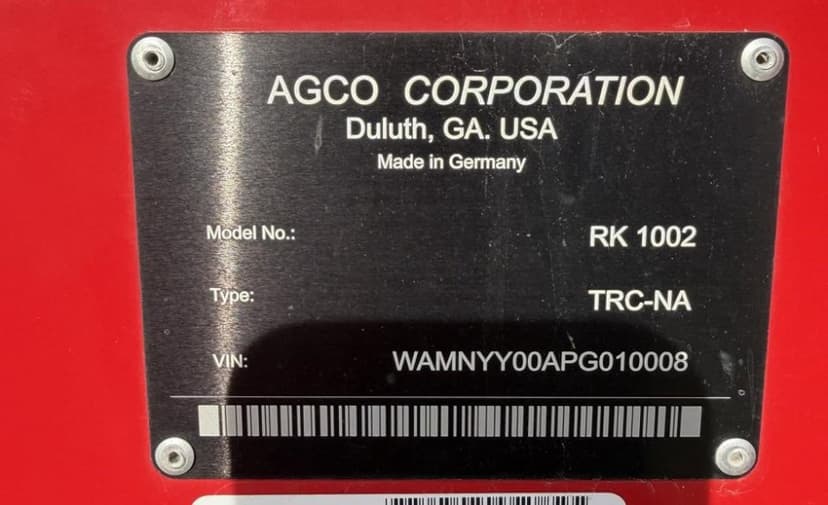 AGCO CORPORATION
Duluth, GA. USA
Made in Germany
Model No.: RK 1002
Type: TRC-NA
VIN: WAMNYY00APG010008